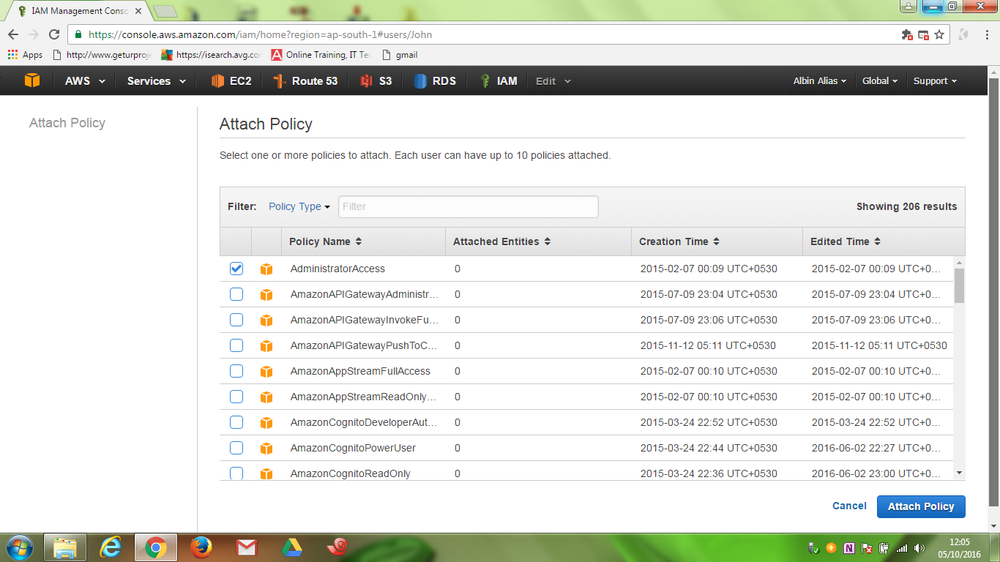 IAM Management Conso
https://console.aws.amazon.com/iam/home?region=ap-south-1#users/John
Apps http://www.geturproje https://isearch.avg.co Online Training, IT Tec gmail
AWS Services EC2 Route 53 S3 RDS IAM Edit Albin Alias Global Support
Attach Policy
Attach Policy
Select one or more policies to attach. Each user can have up to 10 policies attached.
Filter: Policy Type Filter Showing 206 results
Policy Name Attached Entities Creation Time Edited Time
AdministratorAccess 0 2015-02-07 00:09 UTC+0530 2015-02-07 00:09 UTC+0...
AmazonAPIGatewayAdministr... 0 2015-07-09 23:04 UTC+0530 2015-07-09 23:04 UTC+0...
AmazonAPIGatewayInvokeFu... 0 2015-07-09 23:06 UTC+0530 2015-07-09 23:06 UTC+0...
AmazonAPIGatewayPushToC... 0 2015-11-12 05:11 UTC+0530 2015-11-12 05:11 UTC+0530
AmazonAppStreamFullAccess 0 2015-02-07 00:10 UTC+0530 2015-02-07 00:10 UTC+0...
AmazonAppStreamReadOnly... 0 2015-02-07 00:10 UTC+0530 2015-02-07 00:10 UTC+0...
AmazonCognitoDeveloperAut... 0 2015-03-24 22:52 UTC+0530 2015-03-24 22:52 UTC+0...
AmazonCognitoPowerUser 0 2015-03-24 22:44 UTC+0530 2016-06-02 22:27 UTC+0...
AmazonCognitoReadOnly 0 2015-03-24 22:36 UTC+0530 2016-06-02 23:00 UTC+0...
Cancel Attach Policy
12:05
05/10/2016